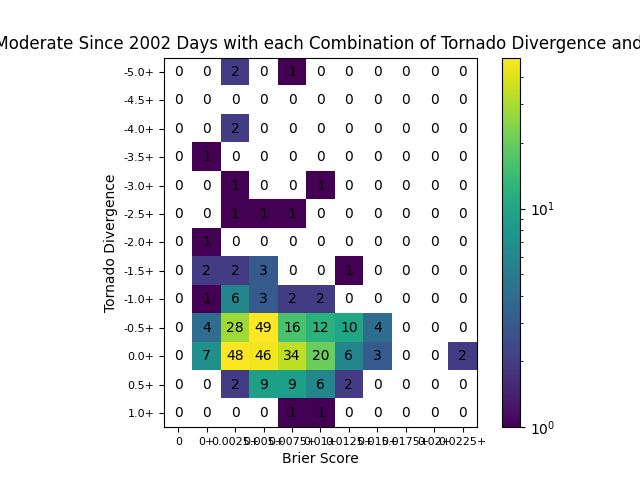 Moderate Since 2002 Days with each Combination of Tornado Divergence and
-5.0+ 0 0 2 0 1 0 0 0 0 0 0
-4.5+ 0 0 0 0 0 0 0 0 0 0 0
-4.0+ 0 0 2 0 0 0 0 0 0 0 0
-3.5+ 0 1 0 0 0 0 0 0 0 0 0
-3.0+ 0 0 1 0 0 1 0 0 0 0 0
-2.5+ 0 0 1 1 1 0 0 0 0 0 0
-2.0+ 0 1 0 0 0 0 0 0 0 0 0
-1.5+ 0 2 2 3 0 0 1 0 0 0 0
-1.0+ 0 1 6 3 2 2 0 0 0 0 0
-0.5+ 0 4 28 49 16 12 10 4 0 0 0
0.0+ 0 7 48 46 34 20 6 3 0 0 2
0.5+ 0 0 2 9 9 6 2 0 0 0 0
1.0+ 0 0 0 0 1 1 0 0 0 0 0
0 0+ 0.0025+ 0.005+ 0.0075+ 0.01+ 0.0125+ 0.015+ 0.0175+ 0.02+ 0.0225+
Brier Score
Tornado Divergence
10¹
10⁰